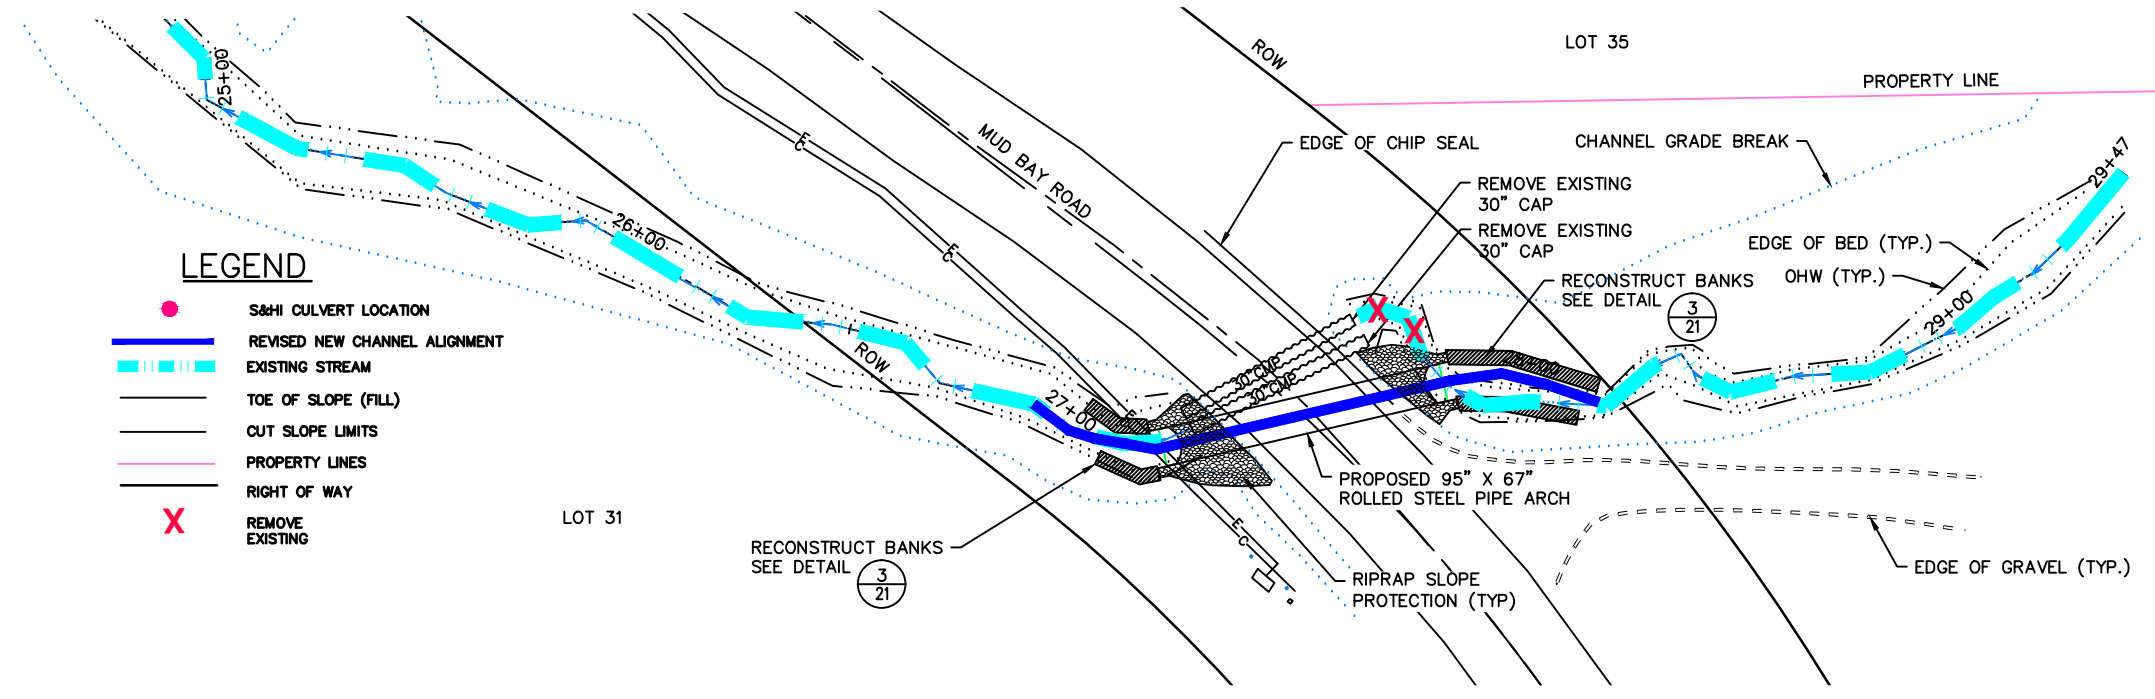 LOT 35
ROW
PROPERTY LINE
25+00
E
C
MUD BAY ROAD
EDGE OF CHIP SEAL
CHANNEL GRADE BREAK
29+47
REMOVE EXISTING
30" CAP
REMOVE EXISTING
30" CAP
26+00
E
C
EDGE OF BED (TYP.)
OHW (TYP.)
RECONSTRUCT BANKS
SEE DETAIL
3
21
29+00
LEGEND
S&HI CULVERT LOCATION
REVISED NEW CHANNEL ALIGNMENT
EXISTING STREAM
TOE OF SLOPE (FILL)
CUT SLOPE LIMITS
PROPERTY LINES
RIGHT OF WAY
X
REMOVE
EXISTING
X
X
ROW
30"CMP
30"CMP
27+00
E
PROPOSED 95" X 67"
ROLLED STEEL PIPE ARCH
LOT 31
E
C
RECONSTRUCT BANKS
SEE DETAIL
3
21
RIPRAP SLOPE
PROTECTION (TYP)
EDGE OF GRAVEL (TYP.)